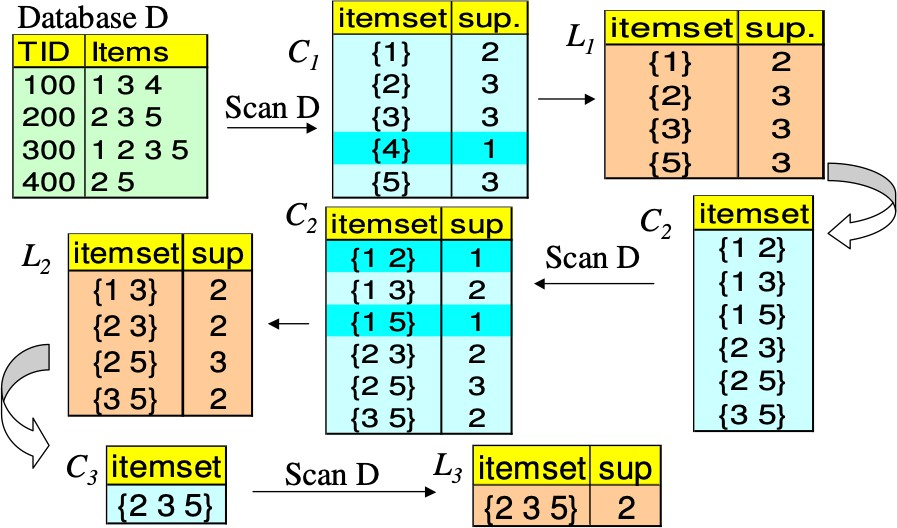 Database D
TID Items
100 1 3 4
200 2 3 5
300 1 2 3 5
400 2 5
Scan D
C1
itemset sup.
{1} 2
{2} 3
{3} 3
{4} 1
{5} 3
L1
itemset sup.
{1} 2
{2} 3
{3} 3
{5} 3
C2
itemset
{1 2}
{1 3}
{1 5}
{2 3}
{2 5}
{3 5}
Scan D
C2
itemset sup
{1 2} 1
{1 3} 2
{1 5} 1
{2 3} 2
{2 5} 3
{3 5} 2
L2
itemset sup
{1 3} 2
{2 3} 2
{2 5} 3
{3 5} 2
C3
itemset
{2 3 5}
Scan D
L3
itemset sup
{2 3 5} 2